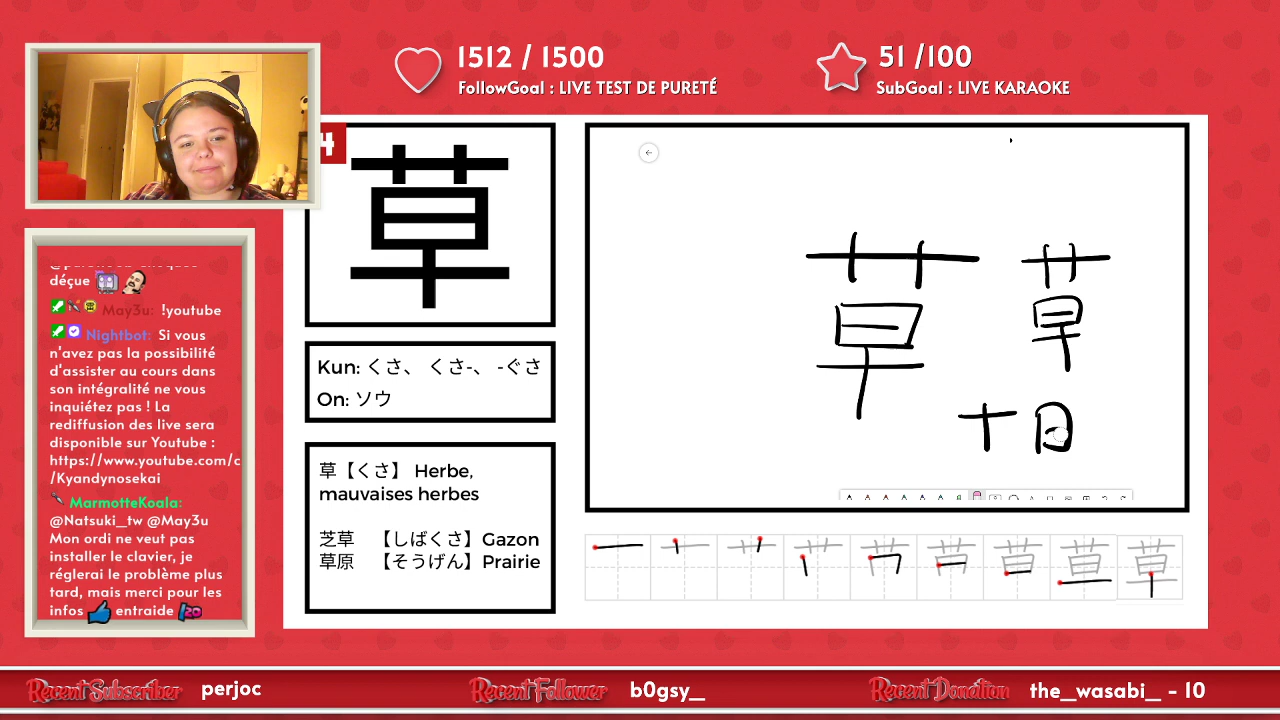 1512 / 1500
FollowGoal : LIVE TEST DE PURETÉ
51 /100
SubGoal : LIVE KARAOKE
4
草
Kun: くさ、 くさ-、 -ぐさ
On: ソウ
草【くさ】 Herbe,
mauvaises herbes
芝草 【しばくさ】Gazon
草原 【そうげん】Prairie
草 草
十 日
déçue
May3u: !youtube
Nightbot: Si vous
n'avez pas la possibilité
d'assister au cours dans
son intégralité ne vous
inquiétez pas ! La
rediffusion des live sera
disponible sur Youtube :
https://www.youtube.com/c
/Kyandynosekai
MarmotteKoala:
@Natsuki_tw @May3u
Mon ordi ne veut pas
installer le clavier, je
réglerai le problème plus
tard, mais merci pour les
infos entraide
Recent Subscriber perjoc
Recent Follower b0gsy_
Recent Donation the_wasabi_ - 10